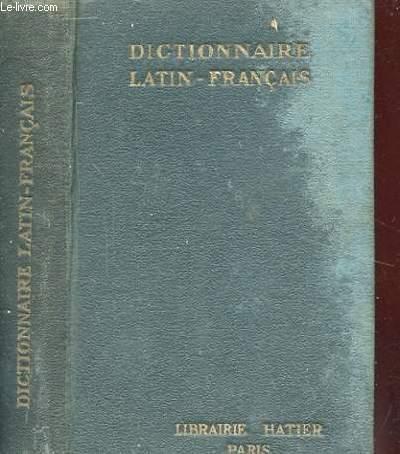 Le-livre.com
DICTIONNAIRE
LATIN-FRANÇAIS
DICTIONNAIRE LATIN-FRANÇAIS
LIBRAIRIE HATIER
PARIS